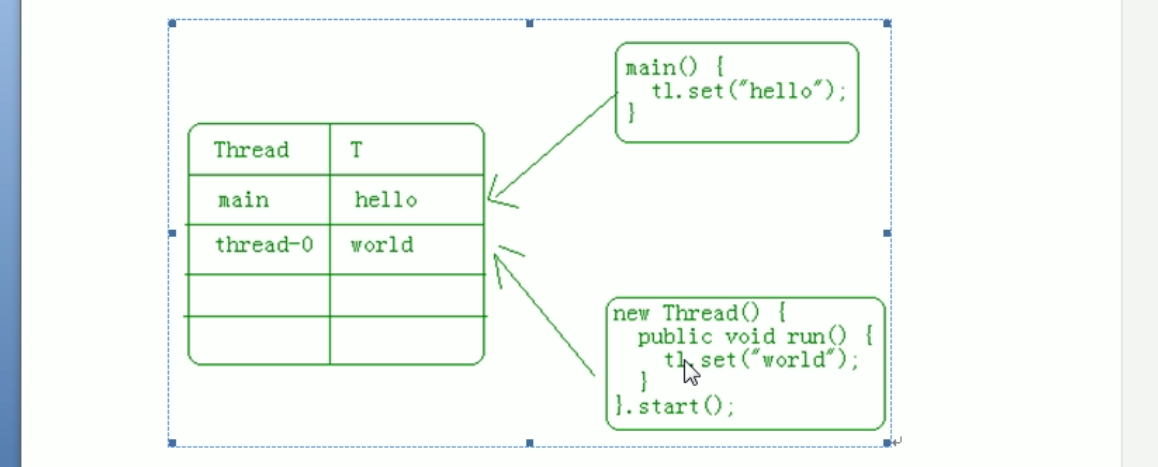 main() {
tl.set("hello");
}
Thread T
main hello
thread-0 world
new Thread() {
public void run() {
tl.set("world");
}
}.start();